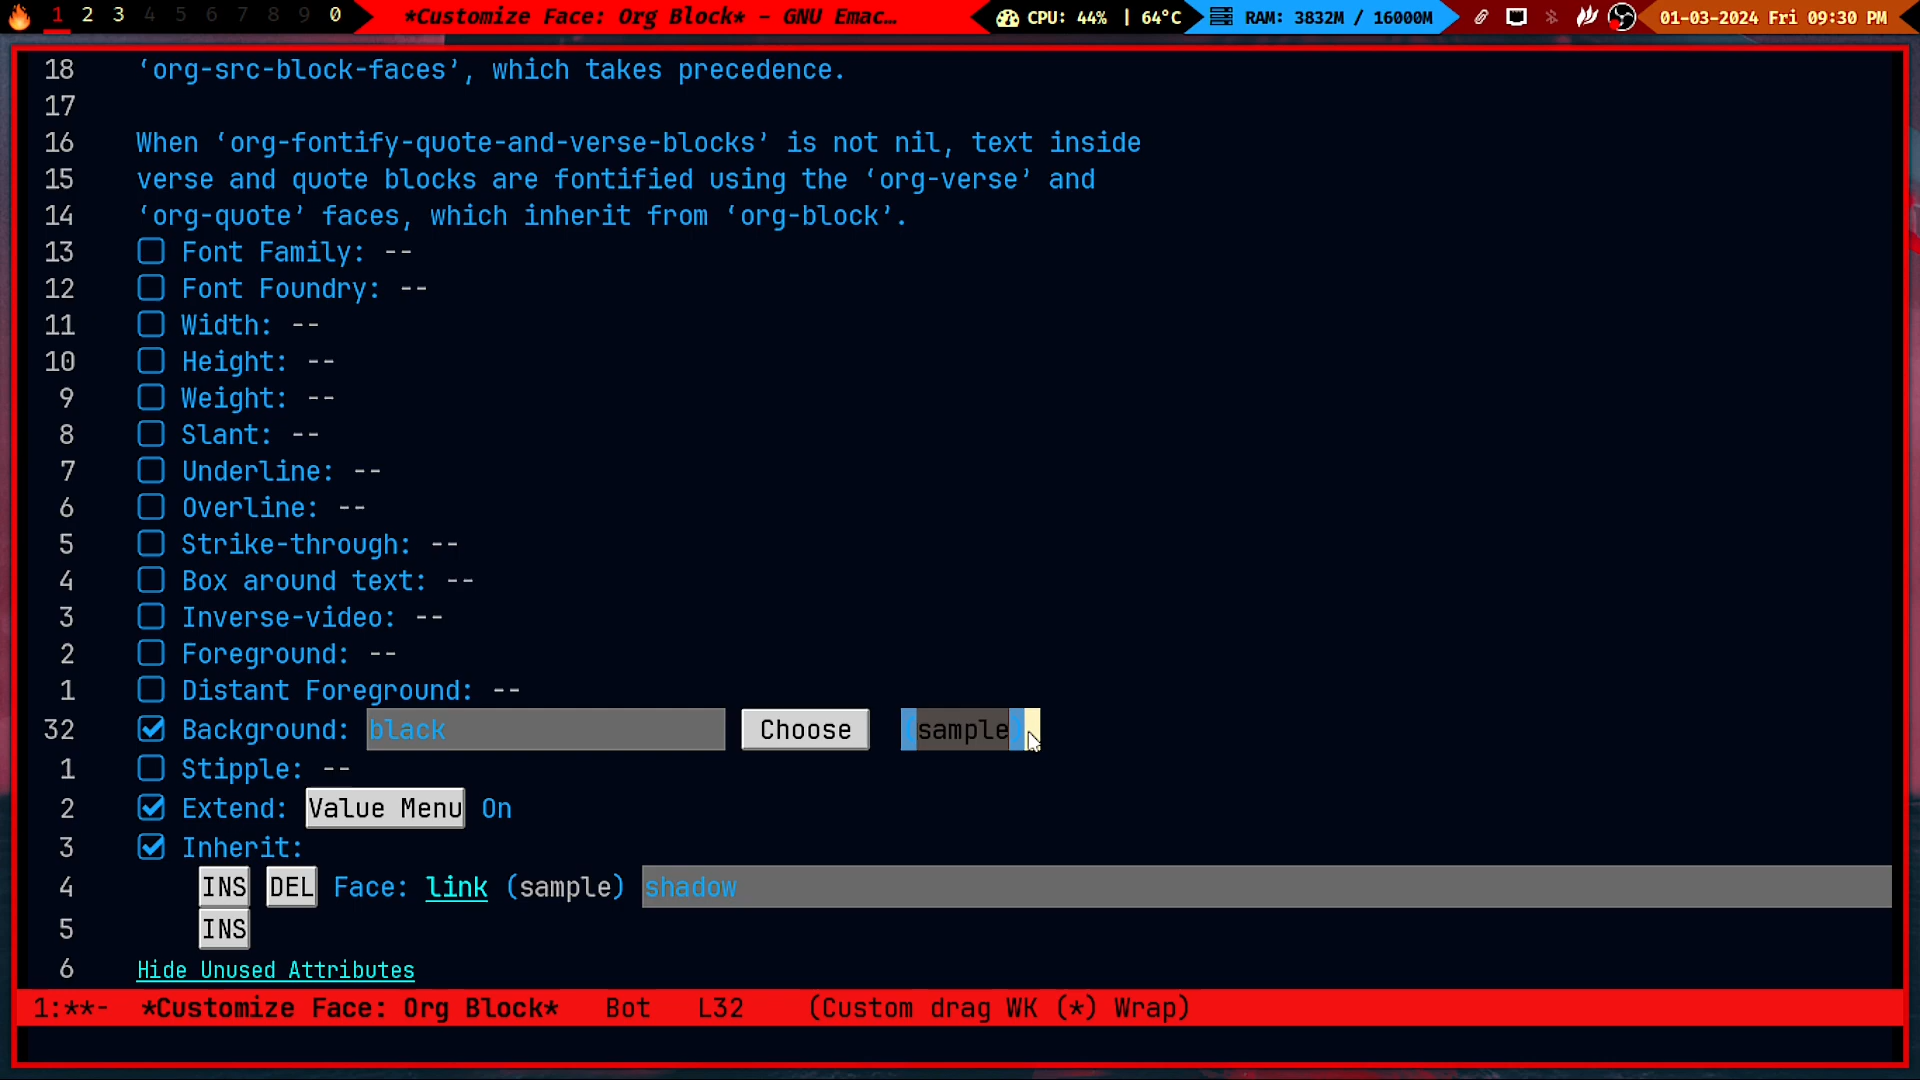 1 2 3 4 5 6 7 8 9 0 *Customize Face: Org Block* – GNU Emac… CPU: 44% | 64°C RAM: 3832M / 16000M 01-03-2024 Fri 09:30 PM
18 ‘org-src-block-faces’, which takes precedence.
17
16 When ‘org-fontify-quote-and-verse-blocks’ is not nil, text inside
15 verse and quote blocks are fontified using the ‘org-verse’ and
14 ‘org-quote’ faces, which inherit from ‘org-block’.
13 Font Family: --
12 Font Foundry: --
11 Width: --
10 Height: --
9 Weight: --
8 Slant: --
7 Underline: --
6 Overline: --
5 Strike-through: --
4 Box around text: --
3 Inverse-video: --
2 Foreground: --
1 Distant Foreground: --
32 Background: black Choose (sample)
1 Stipple: --
2 Extend: Value Menu On
3 Inherit:
4 INS DEL Face: link (sample) shadow
5 INS
6 Hide Unused Attributes
1:**- *Customize Face: Org Block* Bot L32 (Custom drag WK (*) Wrap)